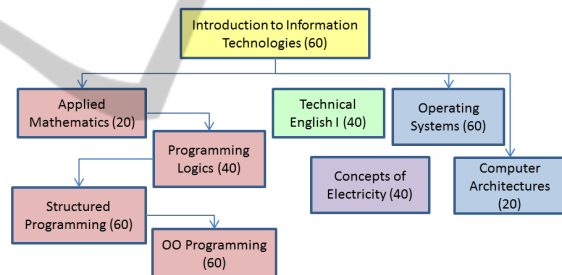 Introduction to Information
Technologies (60)
Applied
Mathematics (20)
Technical
English I (40)
Operating
Systems (60)
Programming
Logics (40)
Concepts of
Electricity (40)
Computer
Architectures
(20)
Structured
Programming (60)
OO Programming
(60)